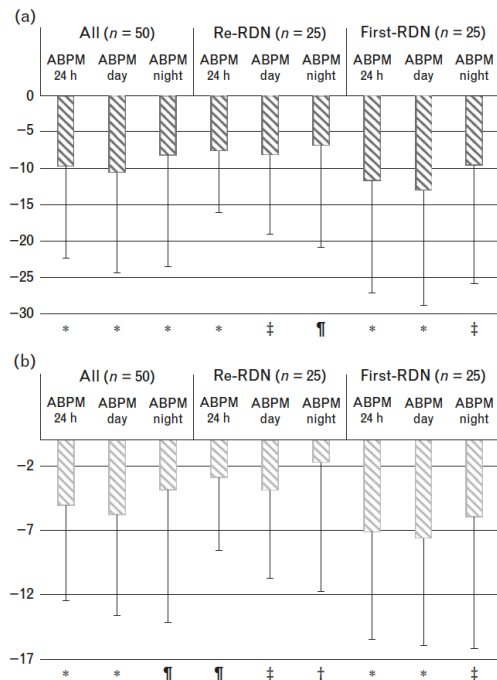 (a)
All (n = 50) Re-RDN (n = 25) First-RDN (n = 25)
ABPM ABPM ABPM ABPM ABPM ABPM ABPM ABPM ABPM
24 h day night 24 h day night 24 h day night
0
−5
−10
−15
−20
−25
−30
* * * * ‡ ¶ * * ‡
(b)
All (n = 50) Re-RDN (n = 25) First-RDN (n = 25)
ABPM ABPM ABPM ABPM ABPM ABPM ABPM ABPM ABPM
24 h day night 24 h day night 24 h day night
−2
−7
−12
−17
* * ¶ ¶ ‡ † * * ‡